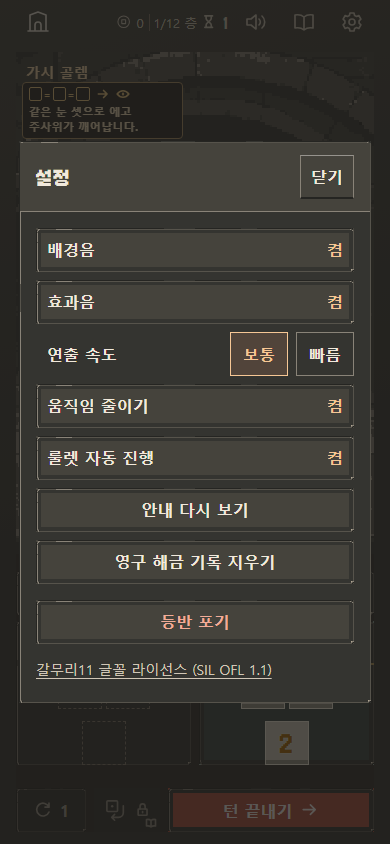 0 1/12 층 1
가시 골렘
같은 눈 셋으로 예고
주사위가 깨어납니다.
설정 닫기
배경음 켬
효과음 켬
연출 속도 보통 빠름
움직임 줄이기 켬
룰렛 자동 진행 켬
안내 다시 보기
영구 해금 기록 지우기
등반 포기
갈무리11 글꼴 라이선스 (SIL OFL 1.1)
2
1 턴 끝내기 →